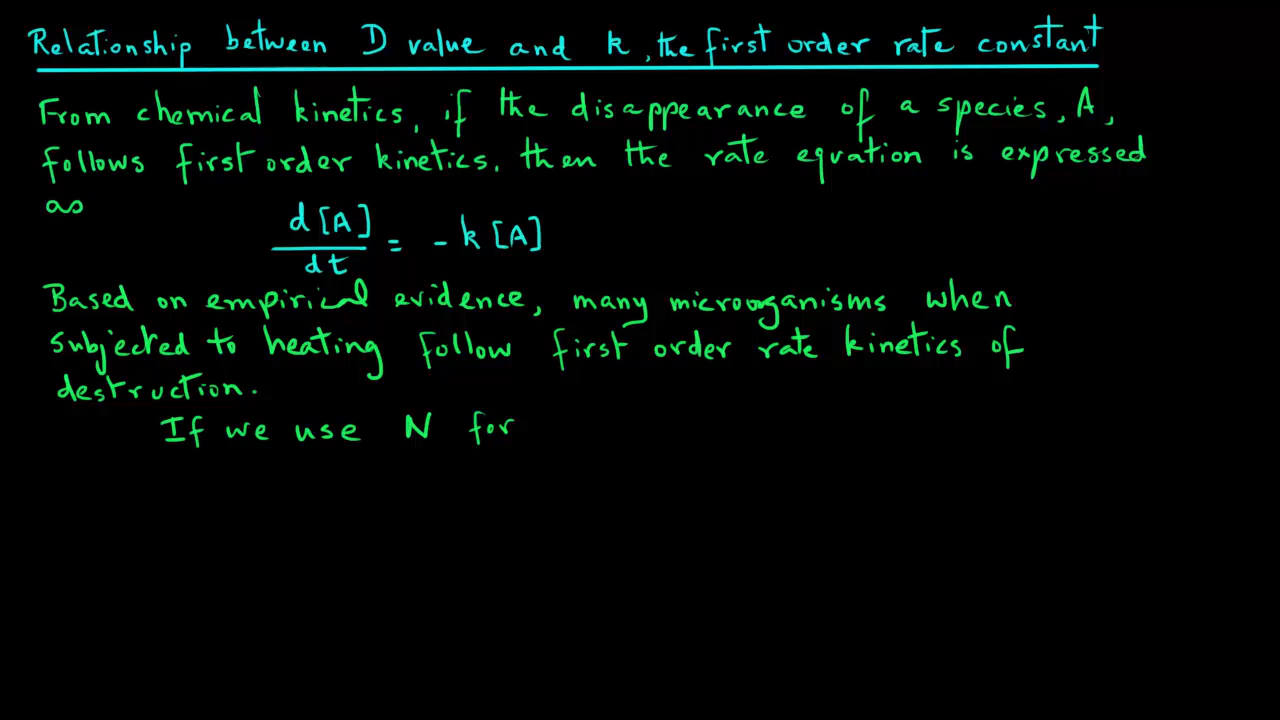 Relationship between D value and k, the first order rate constant
From chemical kinetics, if the disappearance of a species, A,
follows first order kinetics, then the rate equation is expressed
as
d[A]/dt = -k[A]
Based on empirical evidence, many microorganisms when
subjected to heating follow first order rate kinetics of
destruction.
If we use N for